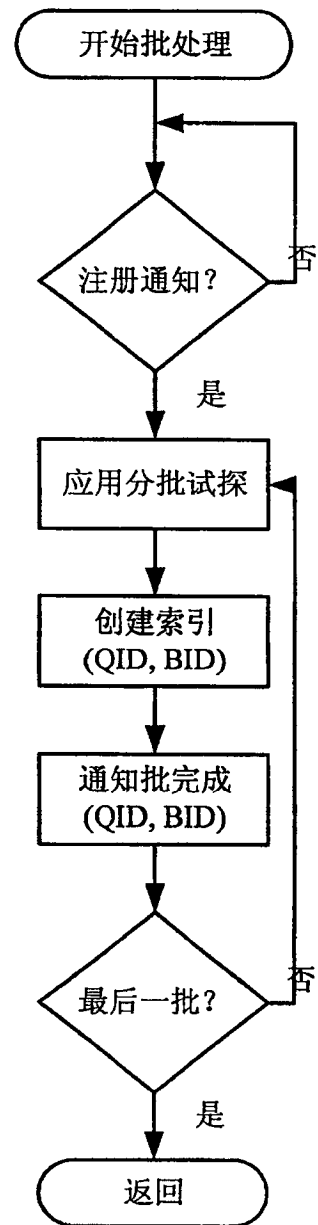 开始批处理
注册通知?
否
是
应用分批试探
创建索引
(QID, BID)
通知批完成
(QID, BID)
最后一批?
否
是
返回